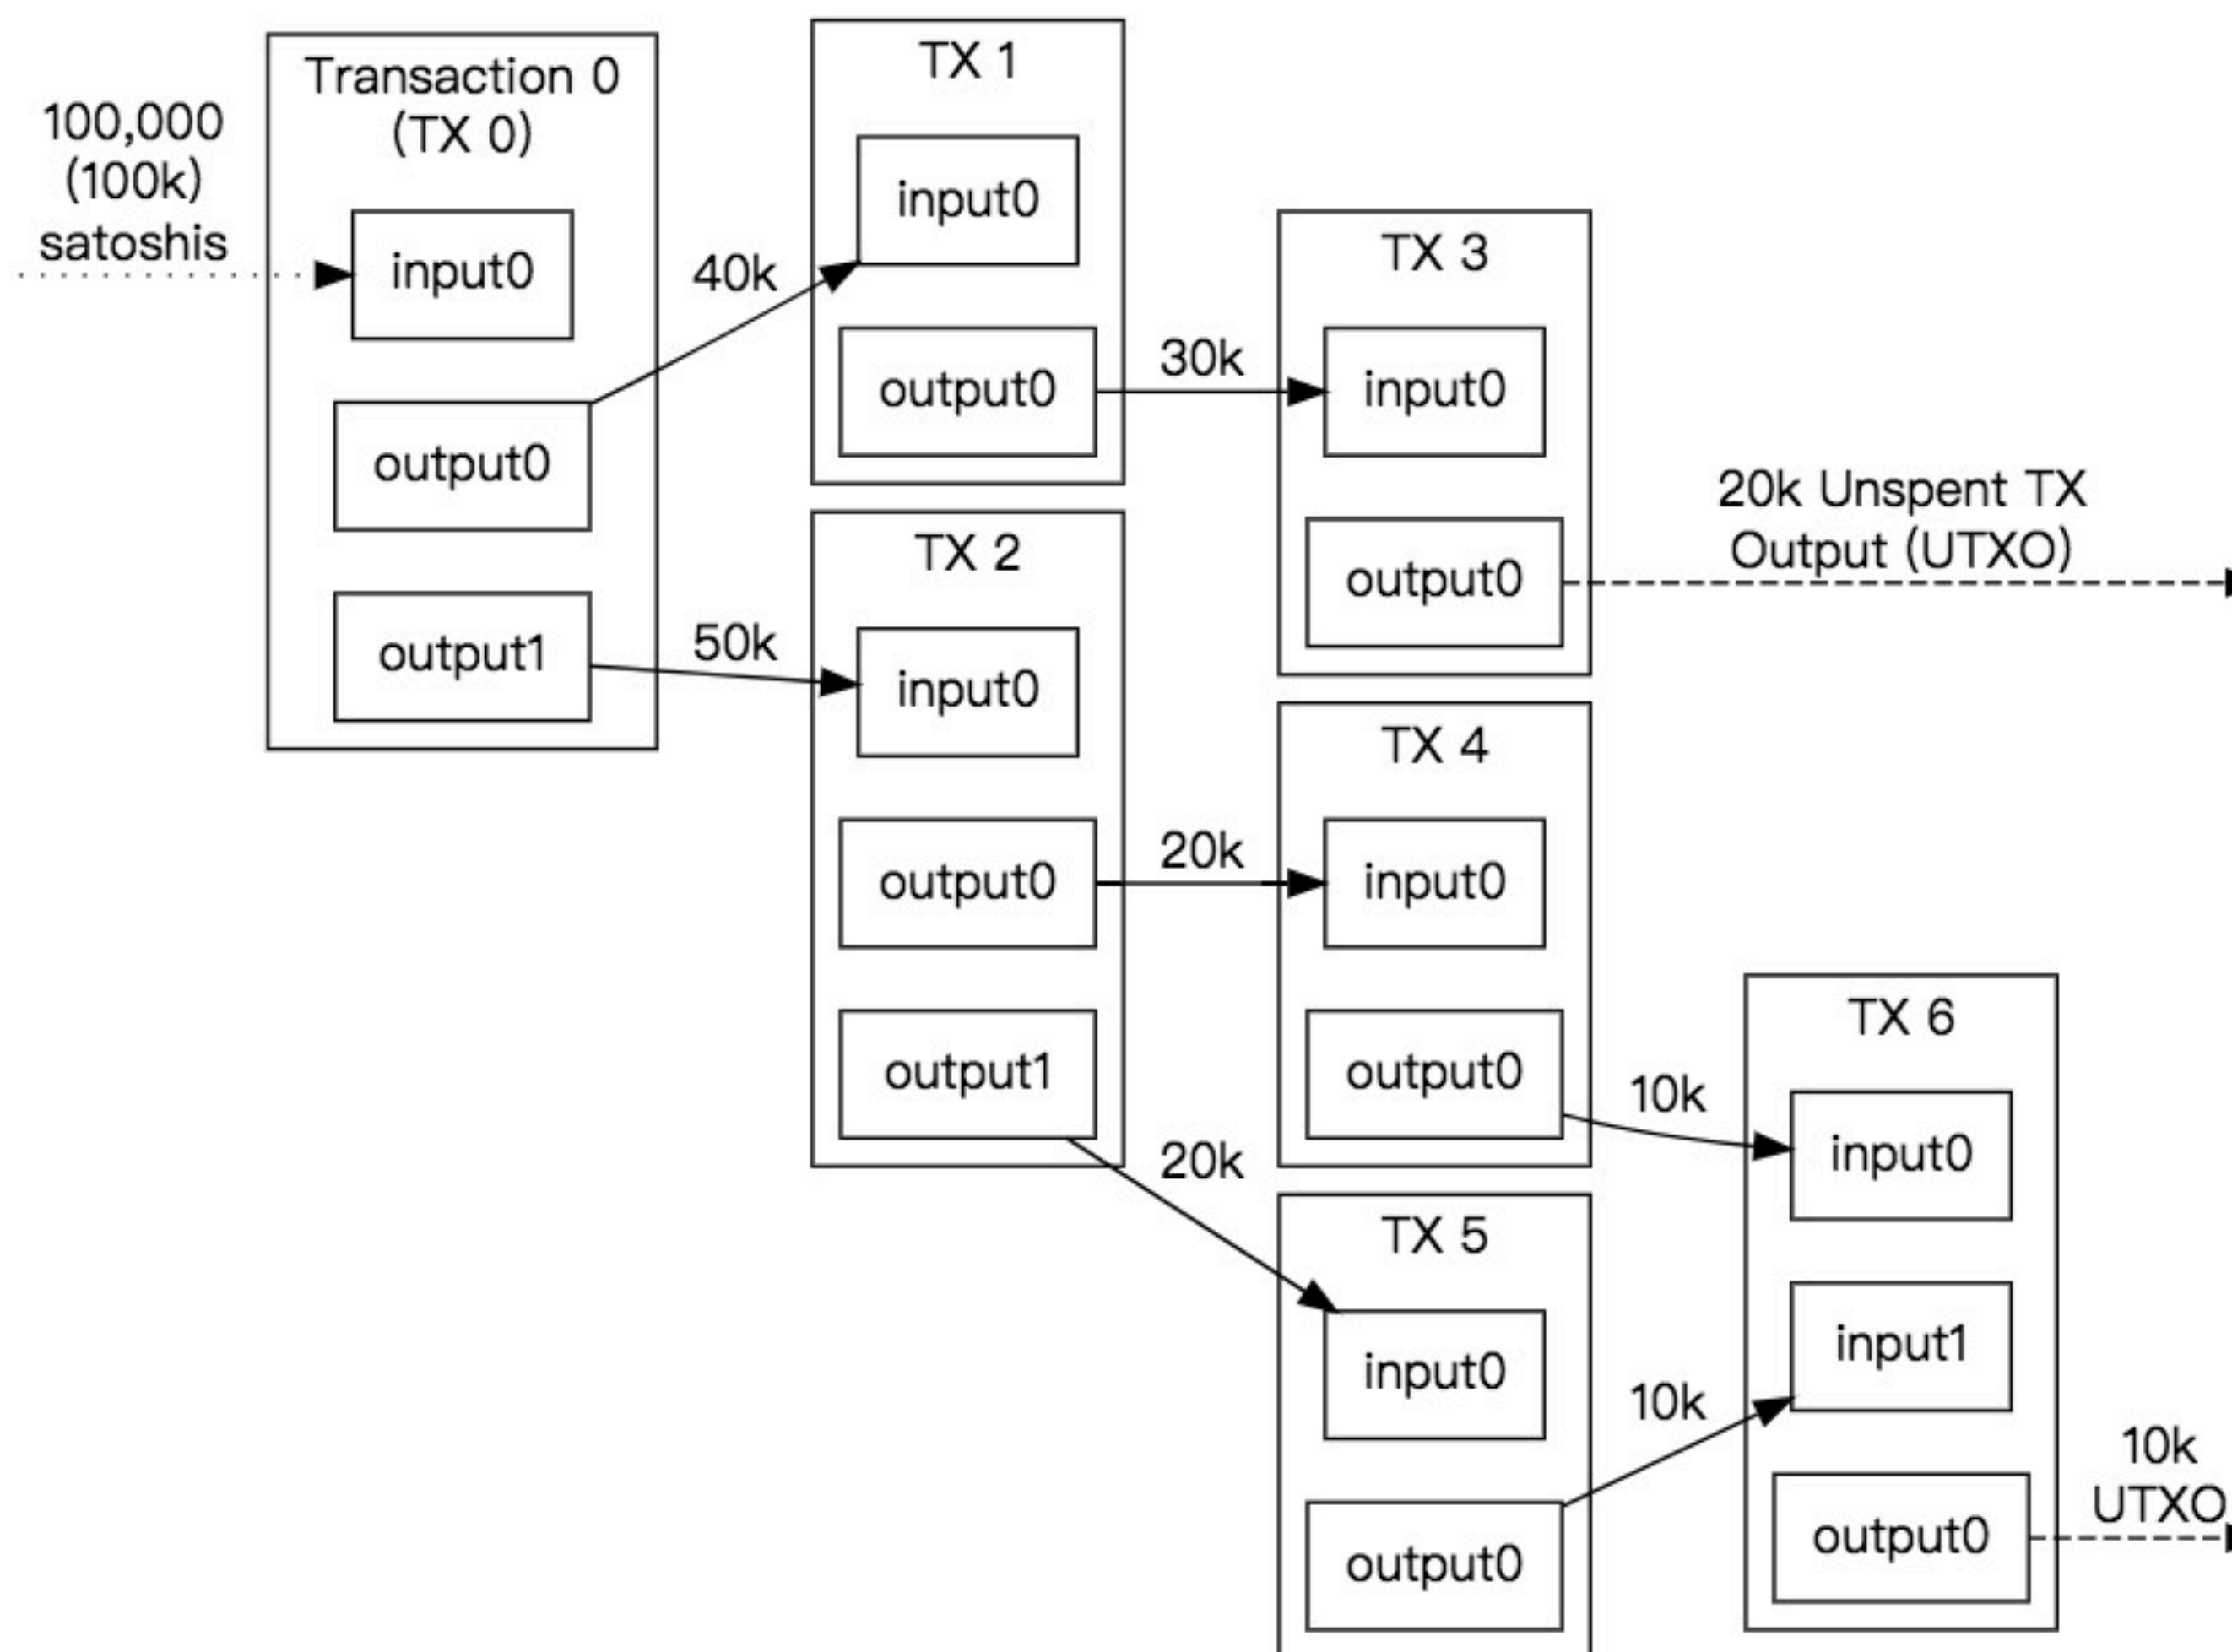 100,000
(100k)
satoshis
Transaction 0
(TX 0)
input0
output0
output1
40k
50k
TX 1
input0
output0
30k
TX 2
input0
output0
output1
20k
20k
TX 3
input0
output0
20k Unspent TX
Output (UTXO)
TX 4
input0
output0
10k
TX 5
input0
output0
10k
TX 6
input0
input1
output0
10k
UTXO